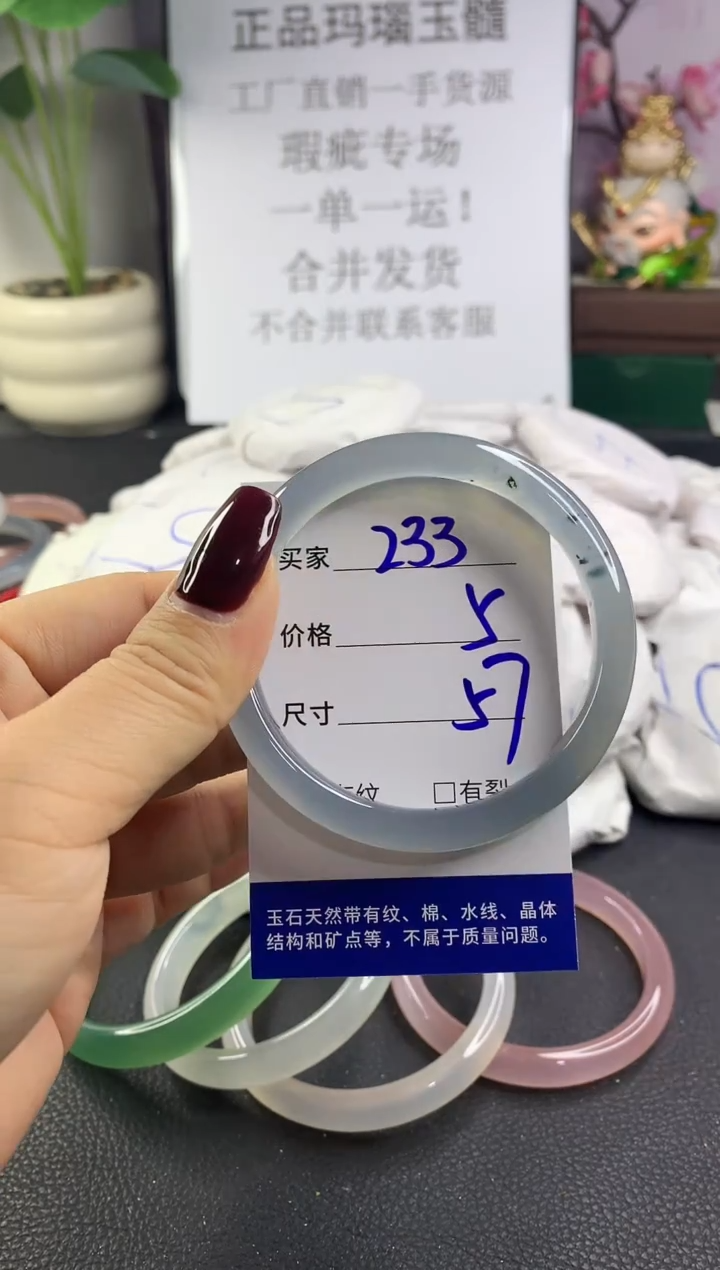 正品玛瑙玉髓
工厂直销一手货源
瑕疵专场
一单一运！
合并发货
不合并联系客服
买家 233
价格 5
尺寸 57
纹 □有裂
玉石天然带有纹、棉、水线、晶体
结构和矿点等，不属于质量问题。